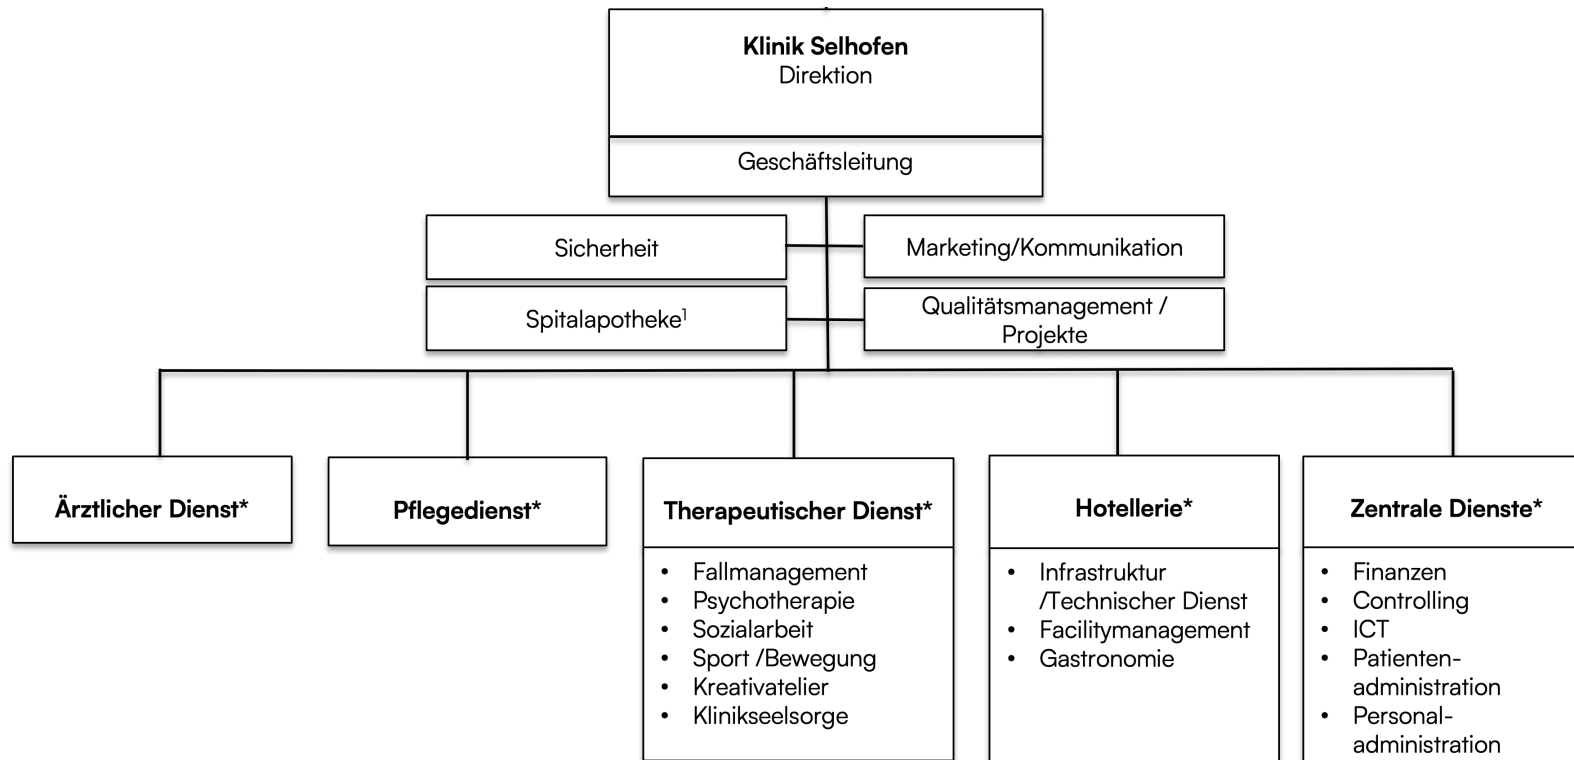 Klinik Selhofen
Direktion
Geschäftsleitung
Sicherheit
Marketing/Kommunikation
Spitalapotheke¹
Qualitätsmanagement /
Projekte
Ärztlicher Dienst*
Pflegedienst*
Therapeutischer Dienst*
• Fallmanagement
• Psychotherapie
• Sozialarbeit
• Sport /Bewegung
• Kreativatelier
• Klinikseelsorge
Hotellerie*
• Infrastruktur
/Technischer Dienst
• Facilitymanagement
• Gastronomie
Zentrale Dienste*
• Finanzen
• Controlling
• ICT
• Patienten-
administration
• Personal-
administration